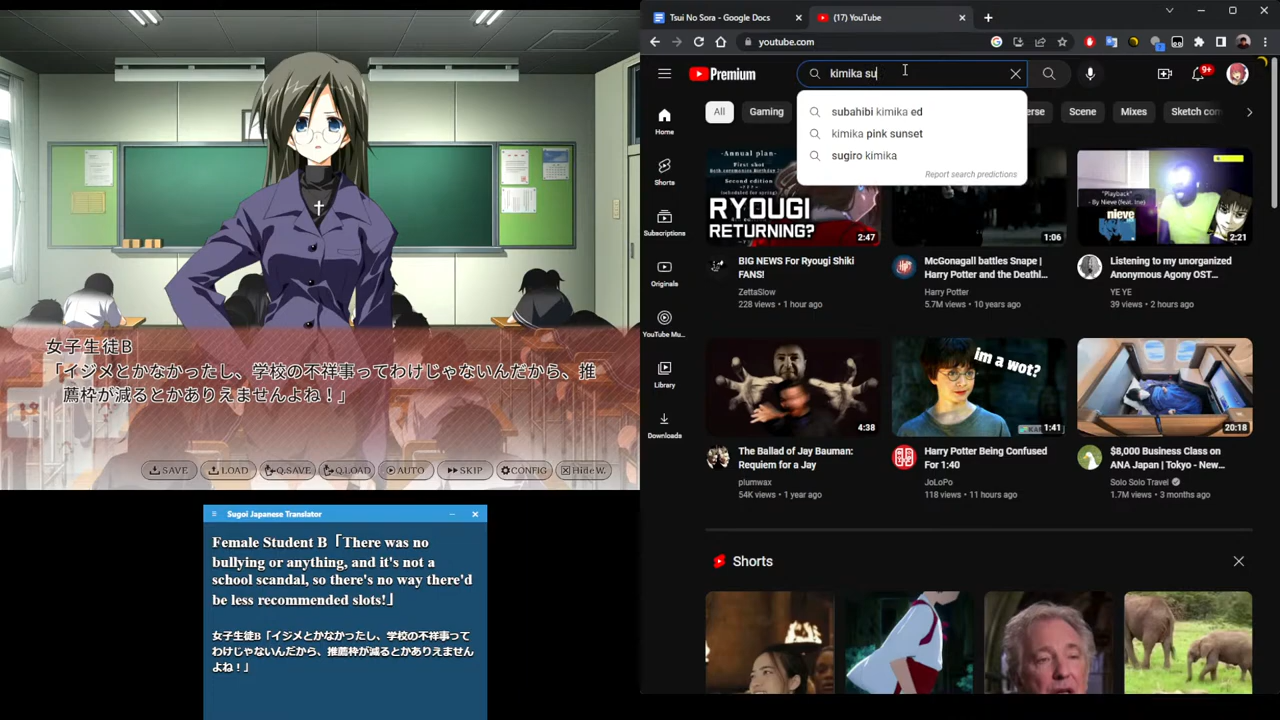 女子生徒B
「イジメとかなかったし、学校の不祥事ってわけじゃないんだから、推
薦枠が減るとかありえませんよね！」
SAVE
LOAD
Q.SAVE
Q.LOAD
AUTO
SKIP
CONFIG
Hide W.
Sugoi Japanese Translator
Female Student B「There was no
bullying or anything, and it's not a
school scandal, so there's no way there'd
be less recommended slots!」
女子生徒B「イジメとかなかったし、学校の不祥事って
わけじゃないんだから、推薦枠が減るとかありえません
よね！」
Tsui No Sora - Google Docs
(17) YouTube
youtube.com
Premium
kimika su
9+
subahibi kimika ed
kimika pink sunset
sugiro kimika
Report search predictions
All
Gaming
erse
Scene
Mixes
Sketch com
Home
Shorts
Subscriptions
Originals
YouTube Mu...
Library
Downloads
-Annual plan-
First shot
Second edition
RYOUGI
RETURNING?
2:47
1:06
"Playback"
- By Nieve (feat. Ine)
nieve
2:21
BIG NEWS For Ryougi Shiki
FANS!
ZettaSlow
228 views • 1 hour ago
McGonagall battles Snape |
Harry Potter and the Deathl...
Harry Potter
5.7M views • 10 years ago
Listening to my unorganized
Anonymous Agony OST...
YE YE
39 views • 2 hours ago
4:38
im a wot?
1:41
20:18
The Ballad of Jay Bauman:
Requiem for a Jay
plumwax
54K views • 1 year ago
Harry Potter Being Confused
For 1:40
JoLoPo
118 views • 11 hours ago
$8,000 Business Class on
ANA Japan | Tokyo - New...
Solo Solo Travel
1.7M views • 3 months ago
Shorts